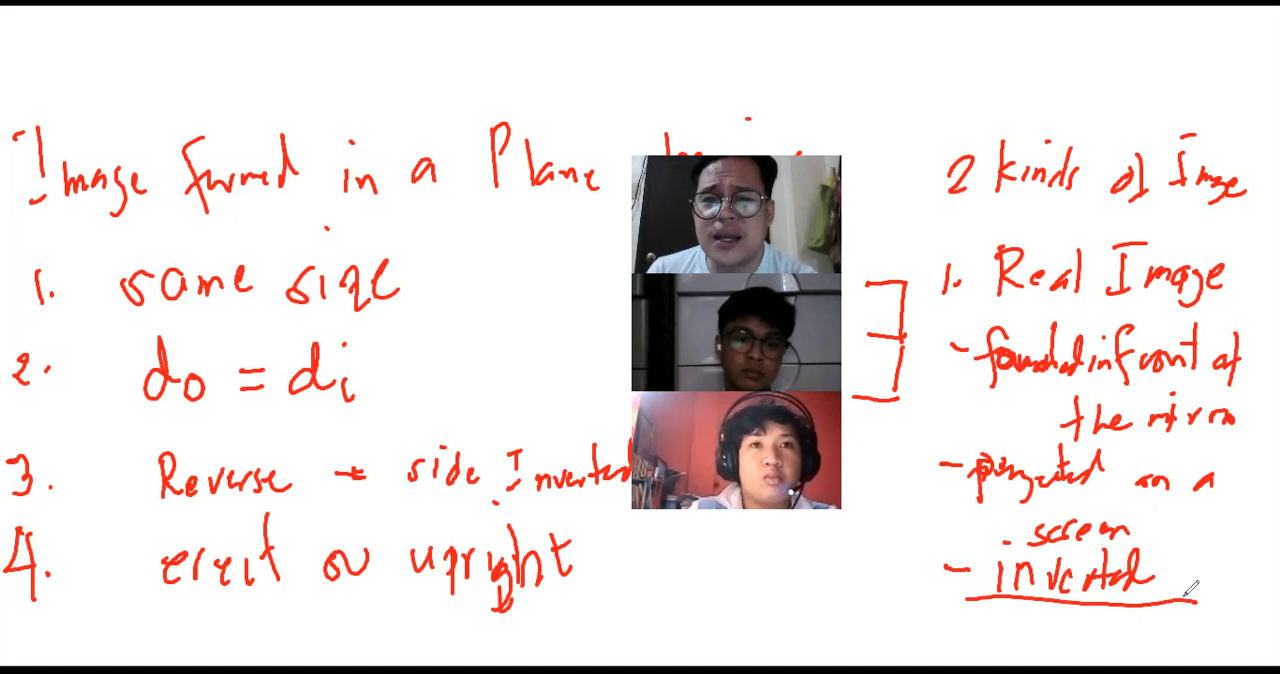 Image formed in a Plane
1. same size
2. do = di
3. Reverse → side Inverted
4. erect or upright
2 kinds of Image
1. Real Image
- found in front of
the mirror
- projected on a
screen
- inverted